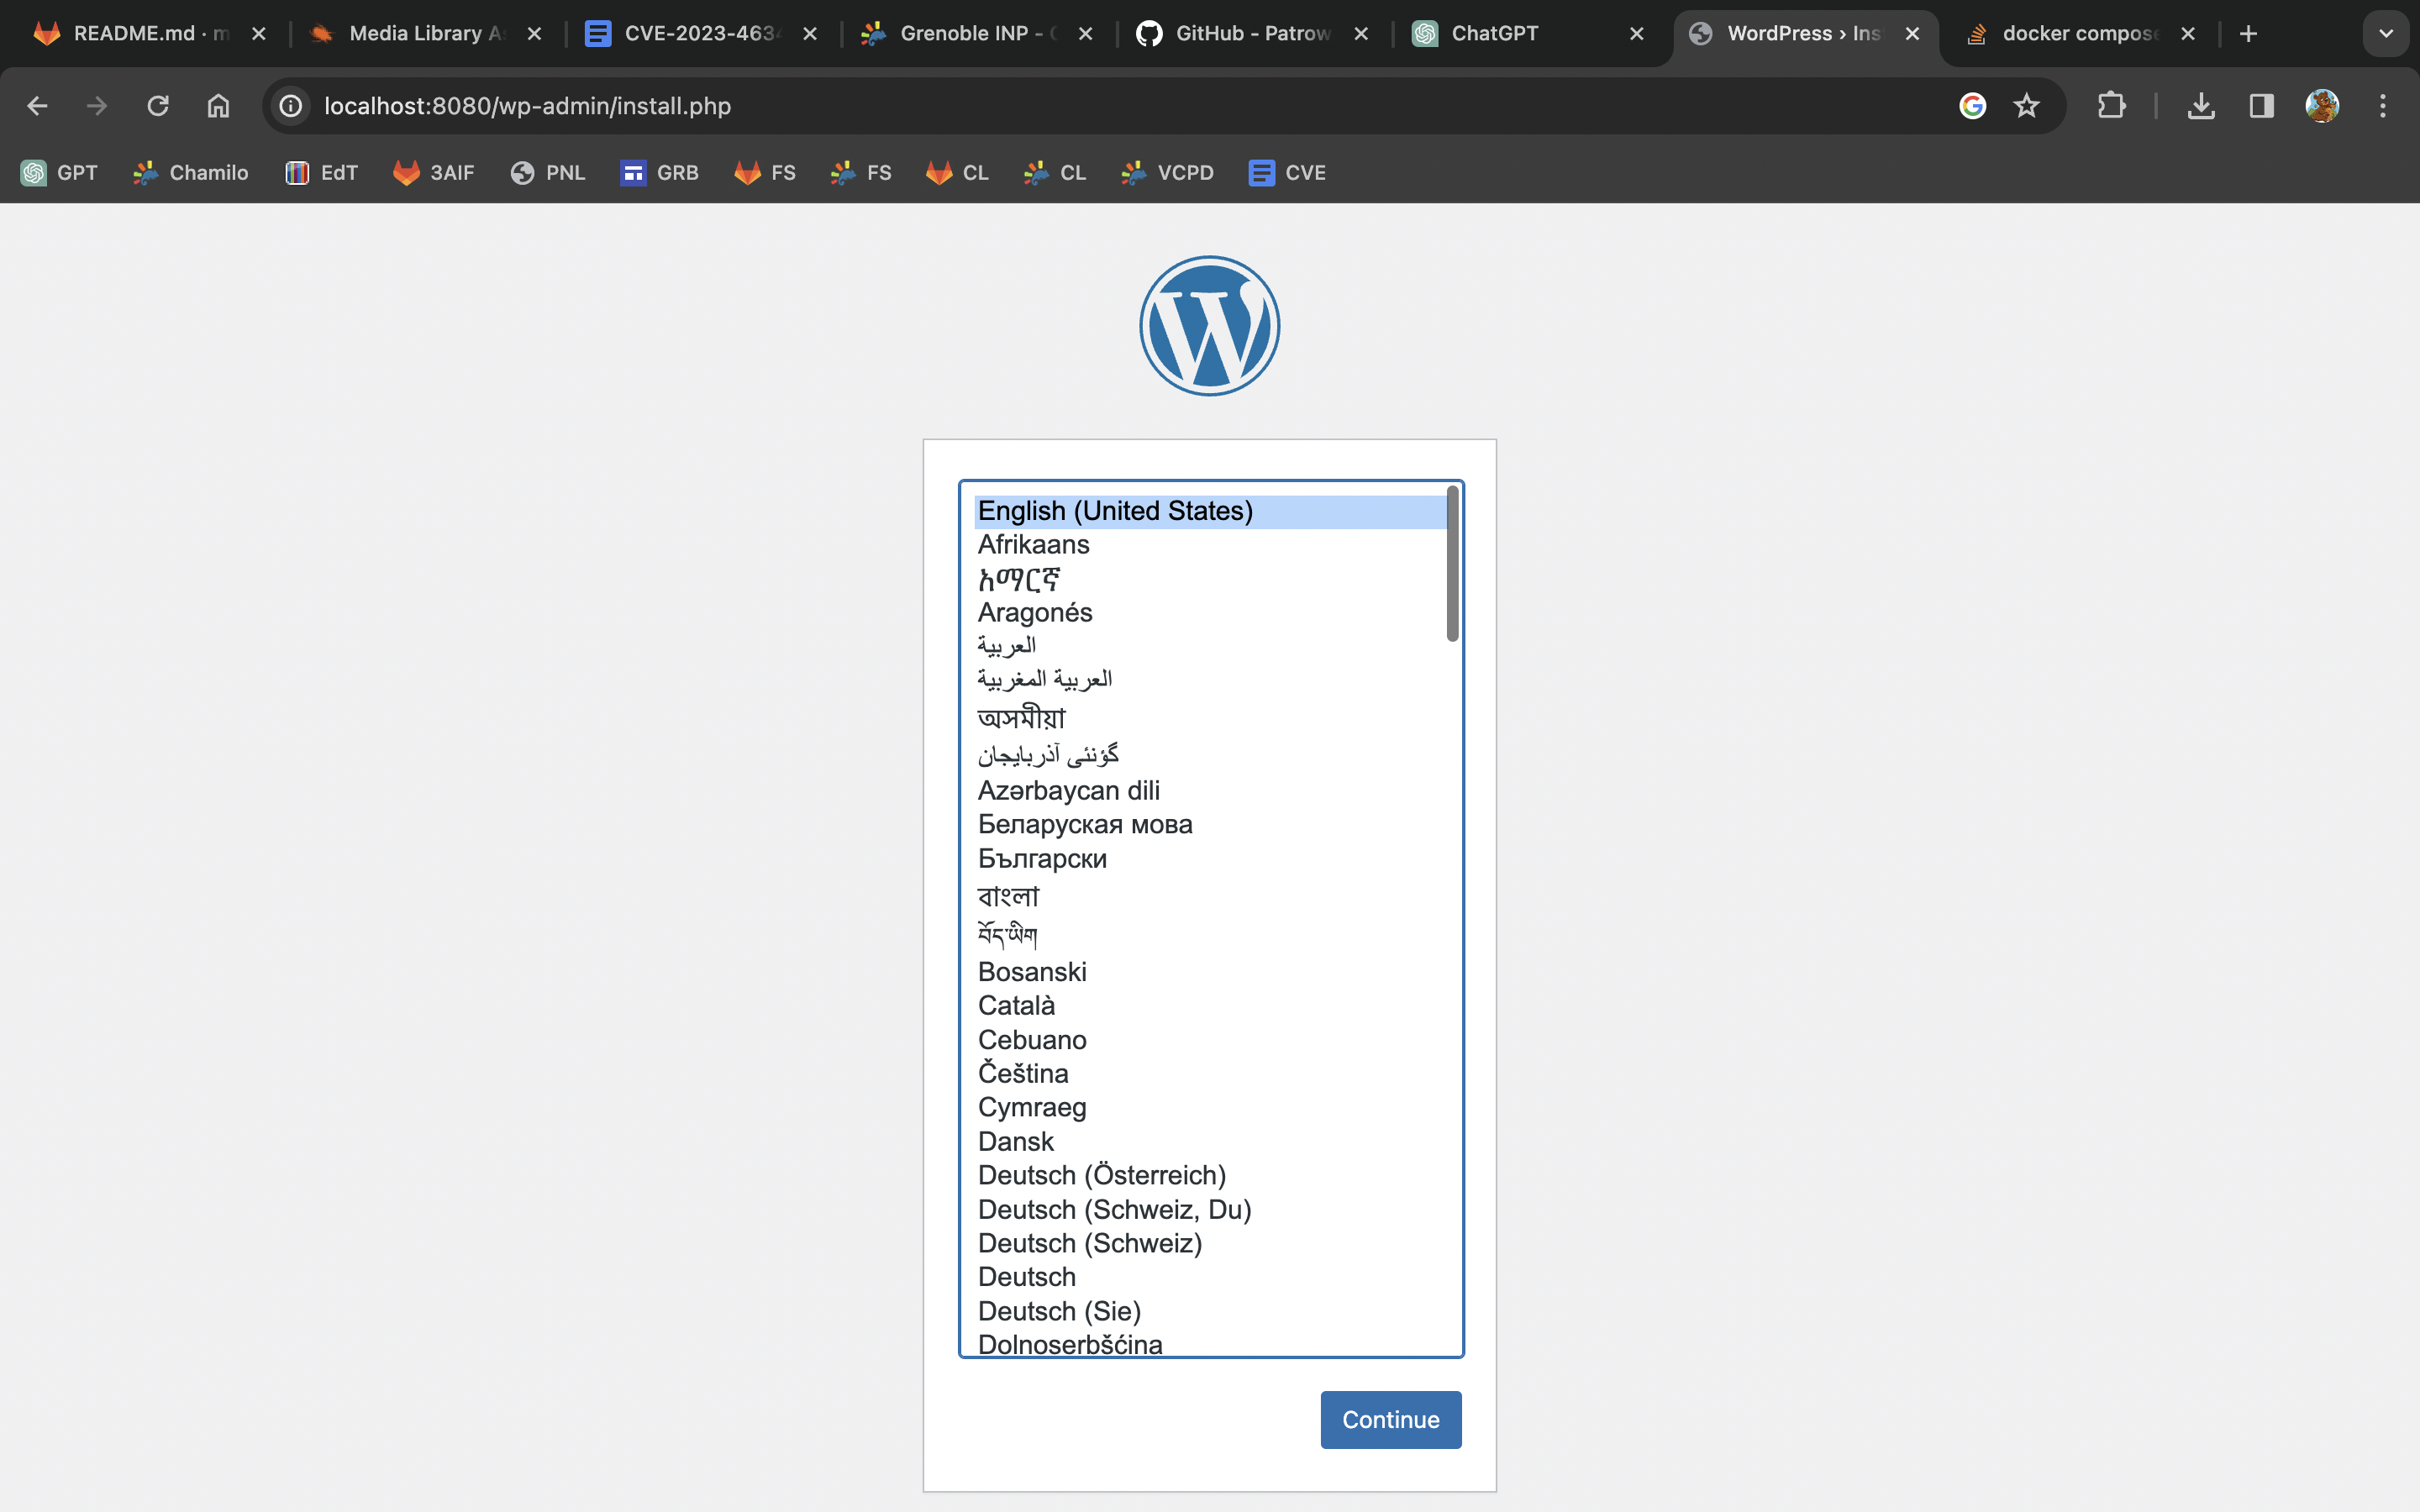 README.md · m
Media Library A
CVE-2023-4634
Grenoble INP -
GitHub - Patrow
ChatGPT
WordPress › Ins
docker compose
localhost:8080/wp-admin/install.php
GPT
Chamilo
EdT
3AIF
PNL
GRB
FS
FS
CL
CL
VCPD
CVE
English (United States)
Afrikaans
አማርኛ
Aragonés
العربية
العربية المغربية
অসমীয়া
گؤنئی آذربایجان
Azərbaycan dili
Беларуская мова
Български
বাংলা
བོད་ཡིག
Bosanski
Català
Cebuano
Čeština
Cymraeg
Dansk
Deutsch (Österreich)
Deutsch (Schweiz, Du)
Deutsch (Schweiz)
Deutsch
Deutsch (Sie)
Dolnoserbšćina
Continue